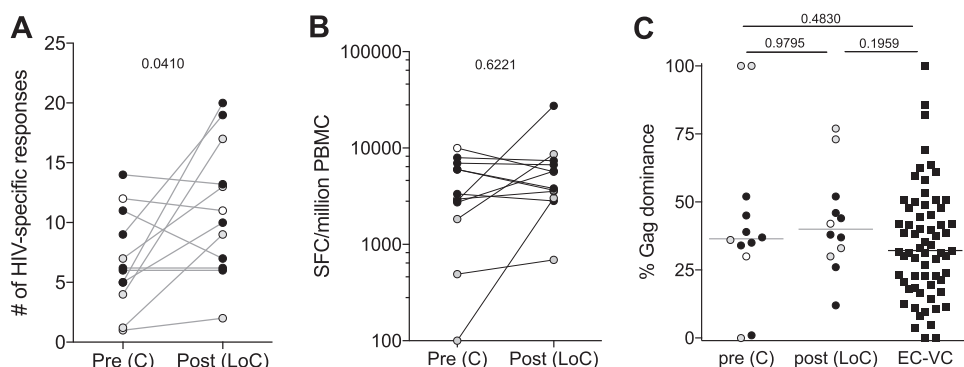 A
# of HIV-specific responses
25
20
15
10
5
0
0.0410
Pre (C) Post (LoC)
B
SFC/million PBMC
100000
10000
1000
100
0.6221
Pre (C) Post (LoC)
C
% Gag dominance
100
75
50
25
0
0.4830
0.9795 0.1959
pre (C) post (LoC) EC-VC